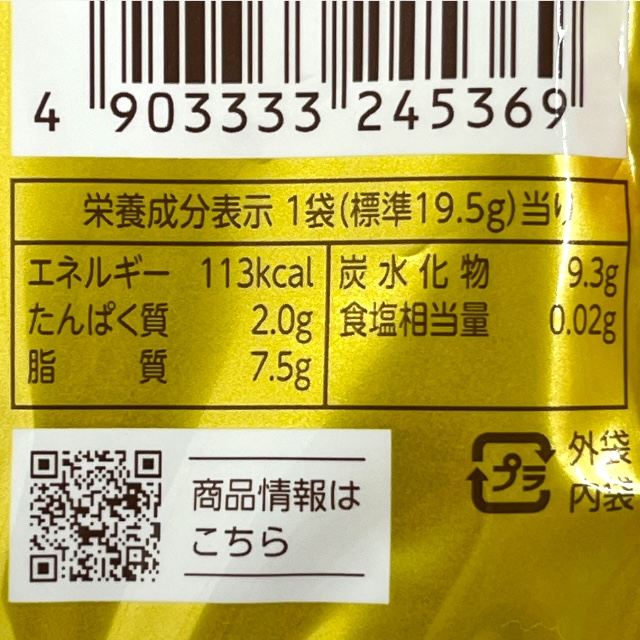 4 903333 245369
栄養成分表示 1袋(標準19.5g)当り
エネルギー 113kcal
たんぱく質 2.0g
脂質 7.5g
炭水化物 9.3g
食塩相当量 0.02g
商品情報は
こちら
プラ
外袋
内袋